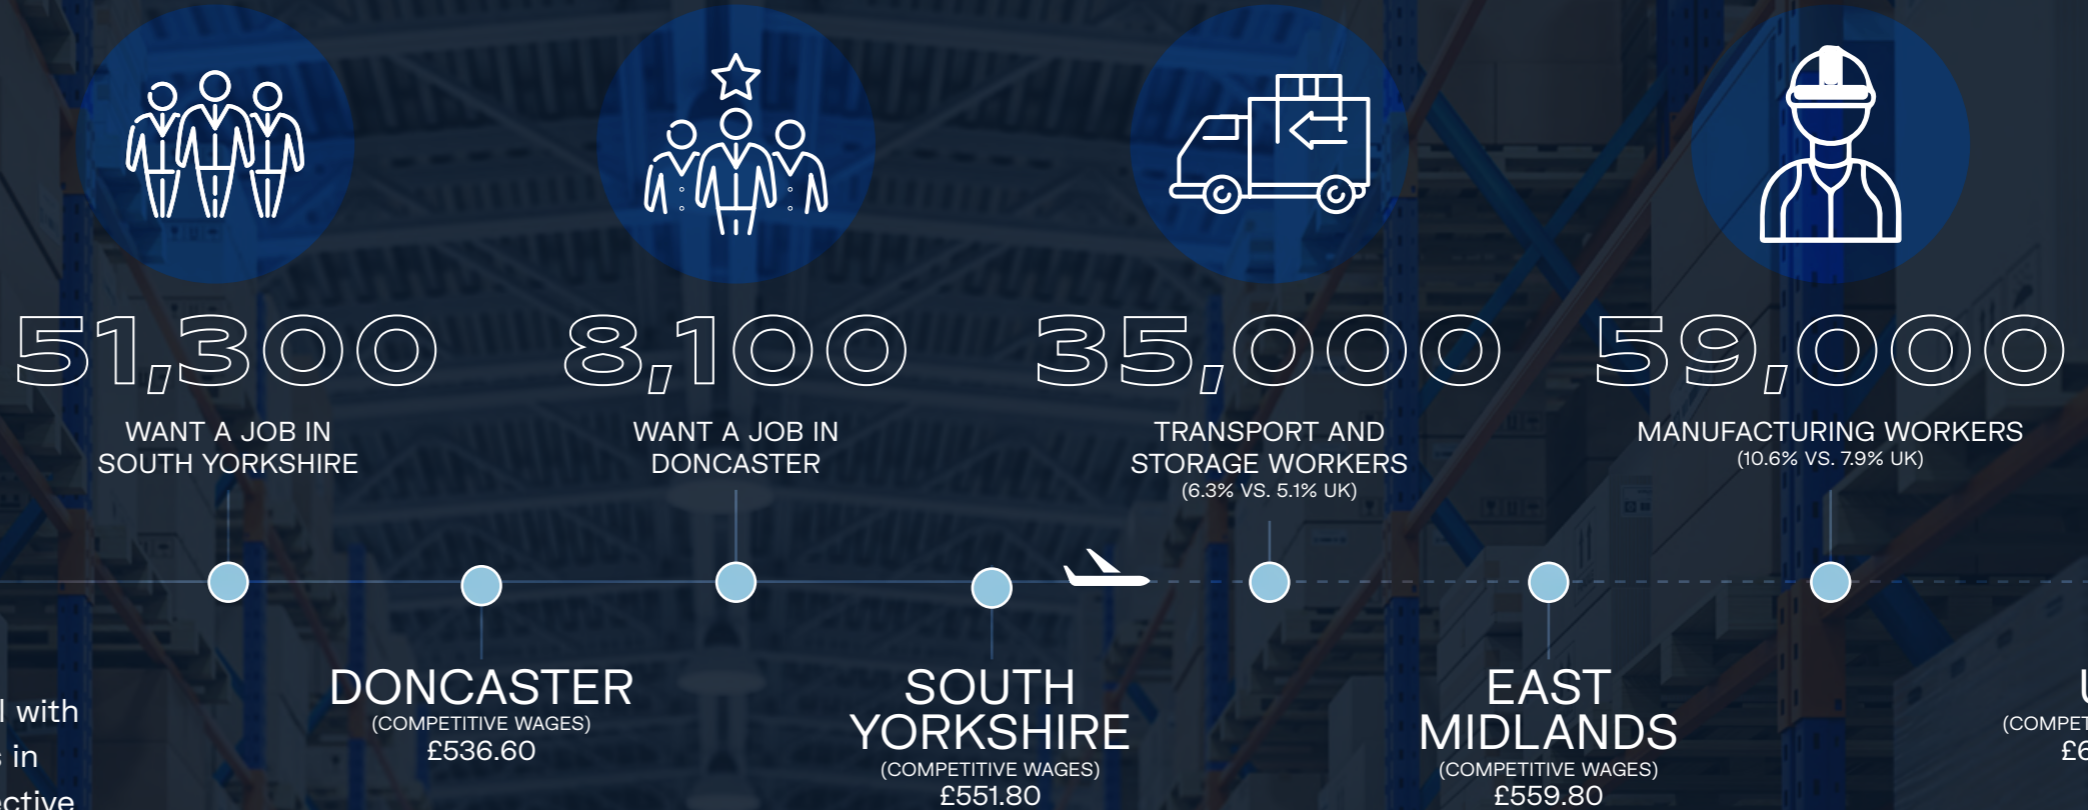 51,300
WANT A JOB IN
SOUTH YORKSHIRE
8,100
WANT A JOB IN
DONCASTER
35,000
TRANSPORT AND
STORAGE WORKERS
(6.3% VS. 5.1% UK)
59,000
MANUFACTURING WORKERS
(10.6% VS. 7.9% UK)
with
in
DONCASTER
(COMPETITIVE WAGES)
£536.60
SOUTH
YORKSHIRE
(COMPETITIVE WAGES)
£551.80
EAST
MIDLANDS
(COMPETITIVE WAGES)
£559.80